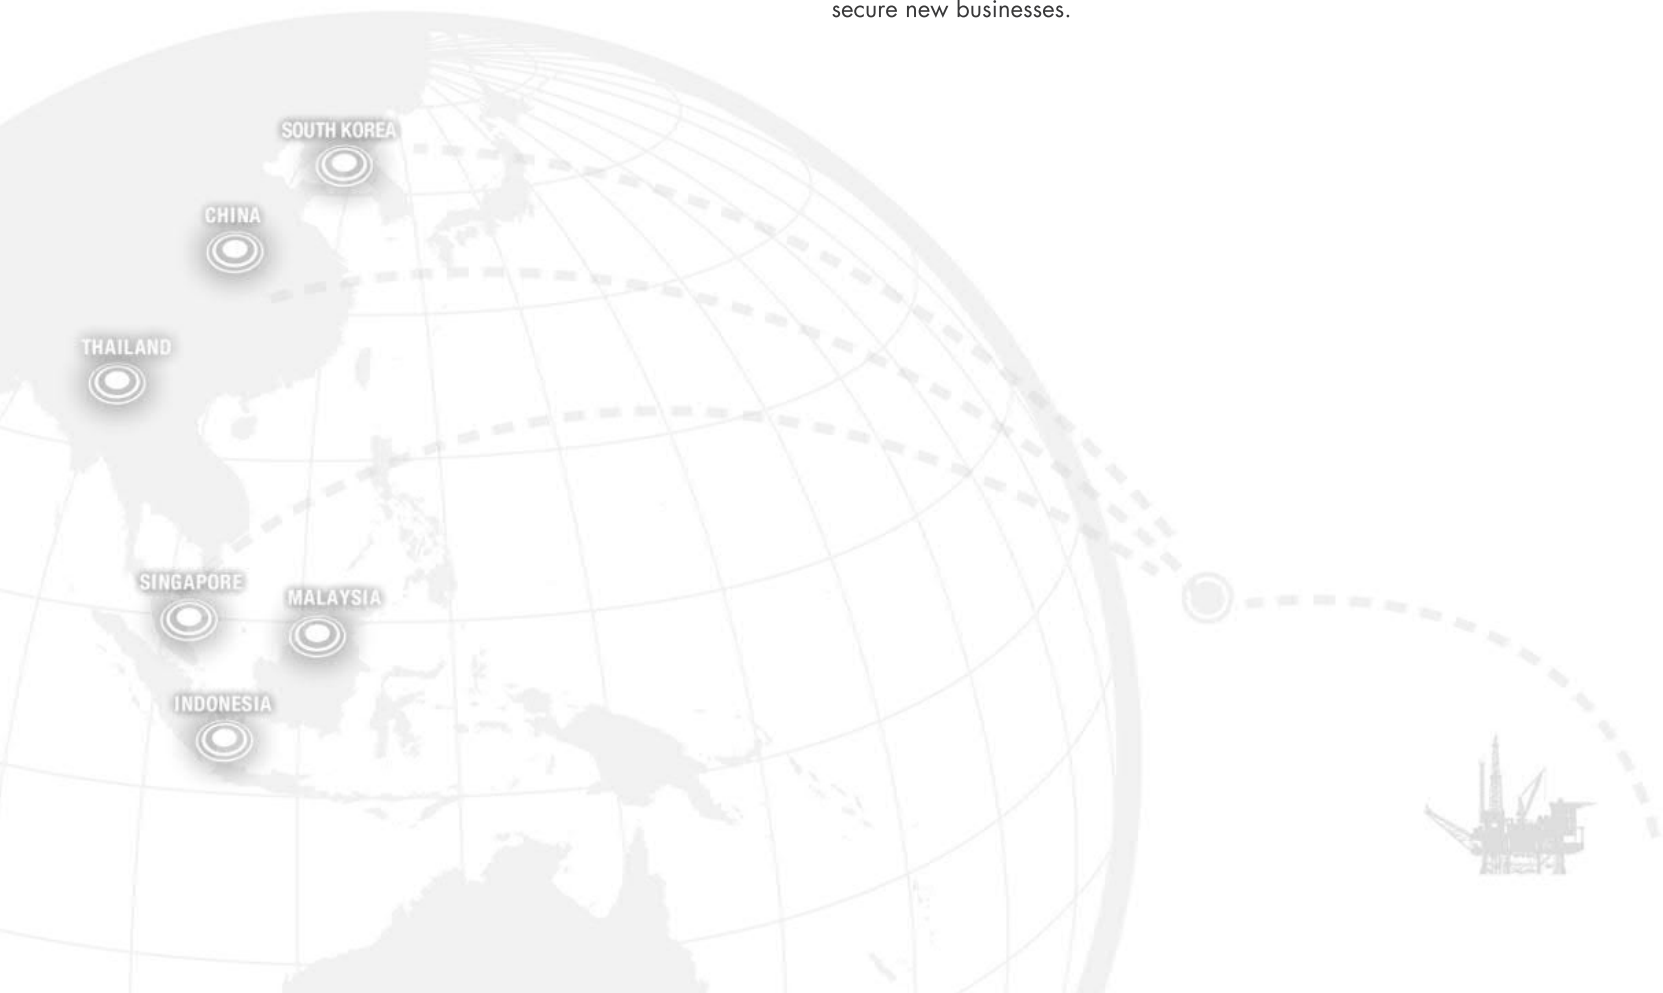 secure new businesses.
SOUTH KOREA
CHINA
THAILAND
SINGAPORE
MALAYSIA
INDONESIA